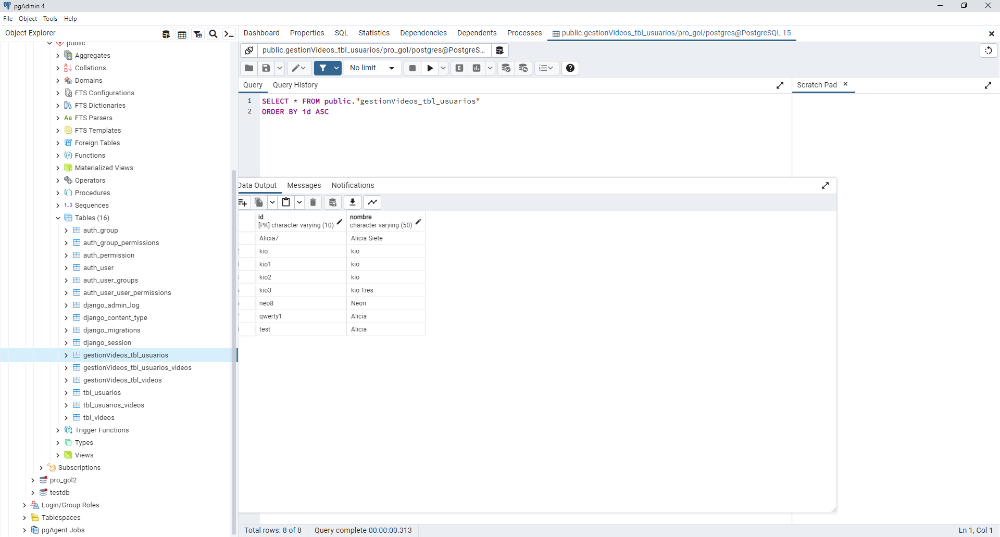 pgAdmin 4
File Object Tools Help
Object Explorer
Dashboard Properties SQL Statistics Dependencies Dependents Processes public.gestionVideos_tbl_usuarios/pro_gol/postgres@PostgreSQL 15
public
Aggregates
Collations
Domains
FTS Configurations
FTS Dictionaries
Aa FTS Parsers
FTS Templates
Foreign Tables
Functions
Materialized Views
Operators
Procedures
1..3 Sequences
Tables (16)
auth_group
auth_group_permissions
auth_permission
auth_user
auth_user_groups
auth_user_user_permissions
django_admin_log
django_content_type
django_migrations
django_session
gestionVideos_tbl_usuarios
gestionVideos_tbl_usuarios_videos
gestionVideos_tbl_videos
tbl_usuarios
tbl_usuarios_videos
tbl_videos
Trigger Functions
Types
Views
Subscriptions
pro_gol2
testdb
Login/Group Roles
Tablespaces
pgAgent Jobs
public.gestionVideos_tbl_usuarios/pro_gol/postgres@PostgreS...
No limit
E
Query Query History
Scratch Pad
1 SELECT * FROM public."gestionVideos_tbl_usuarios"
2 ORDER BY id ASC
Data Output Messages Notifications
id nombre
[PK] character varying (10) character varying (50)
Alicia7 Alicia Siete
kio kio
kio1 kio
kio2 kio
kio3 kio Tres
neo8 Neon
qwerty1 Alicia
test Alicia
Total rows: 8 of 8 Query complete 00:00:00.313 Ln 1, Col 1